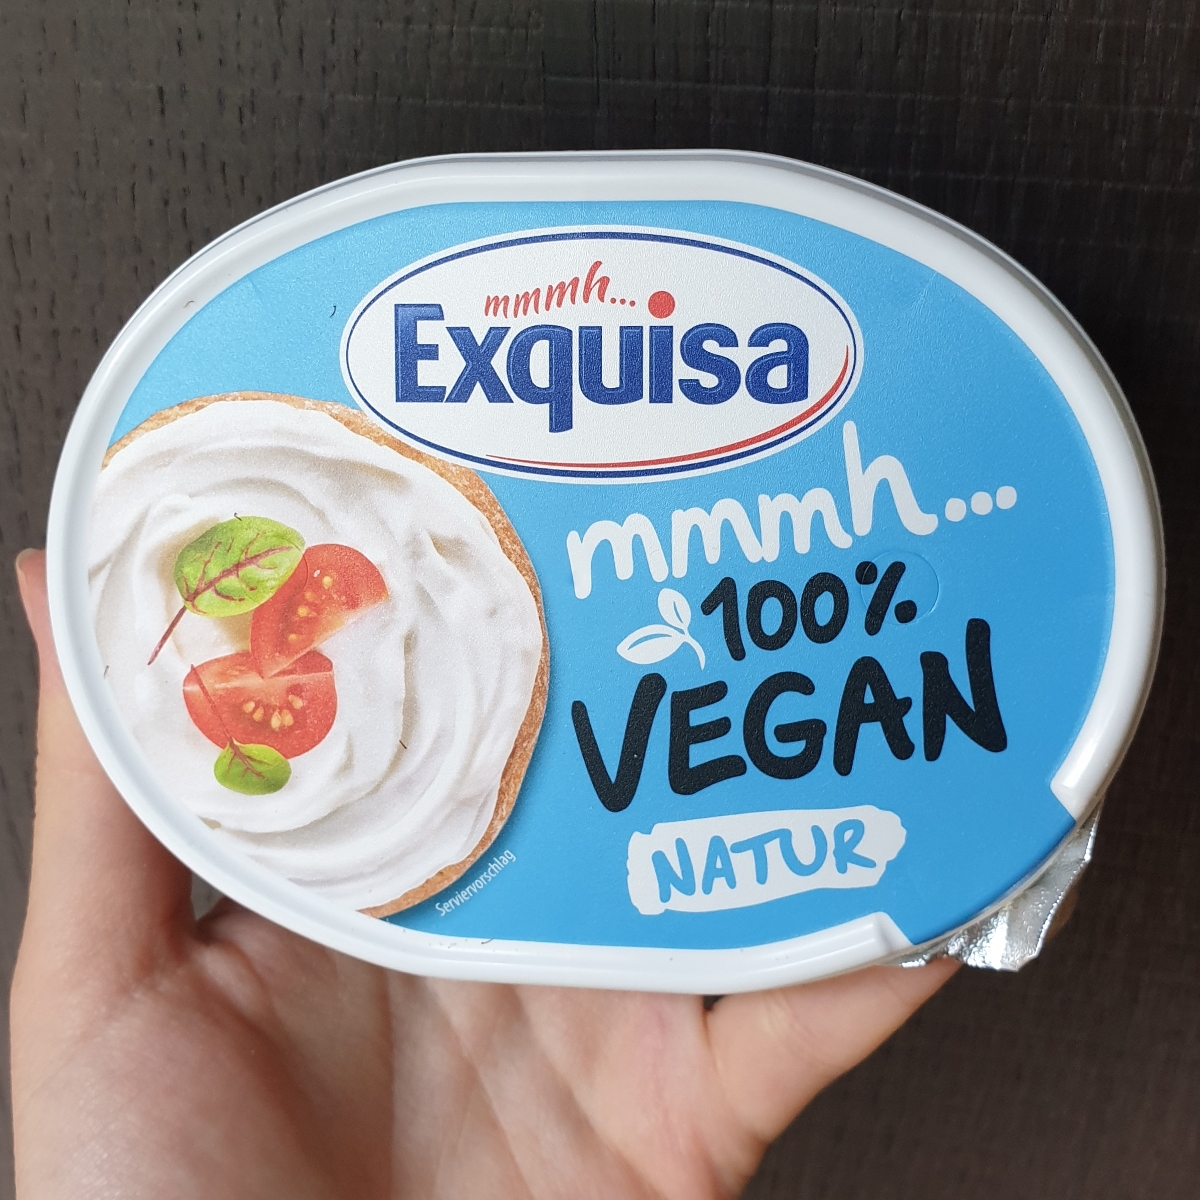 mmmh...
Exquisa
mmmh...
100%
VEGAN
NATUR
Serviervorschlag